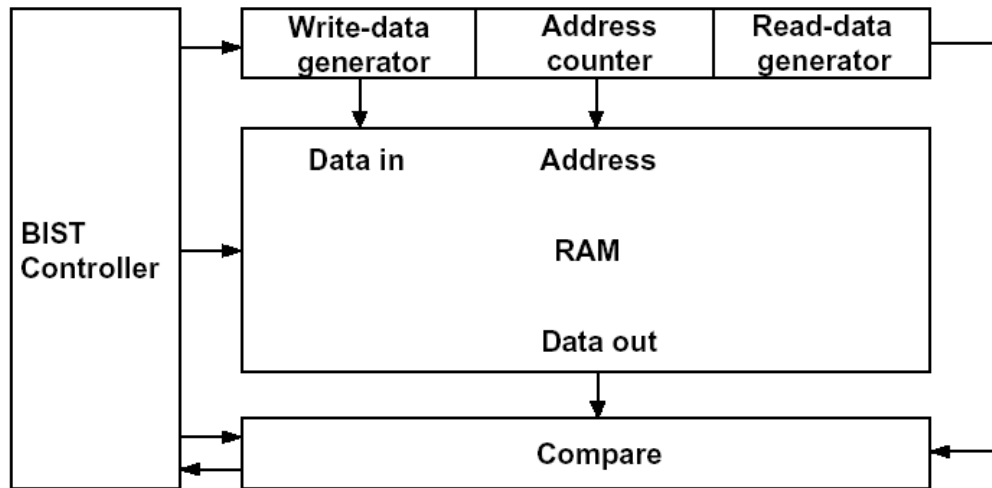 Write-data
generator
Address
counter
Read-data
generator
Data in
Address
BIST
Controller
RAM
Data out
Compare